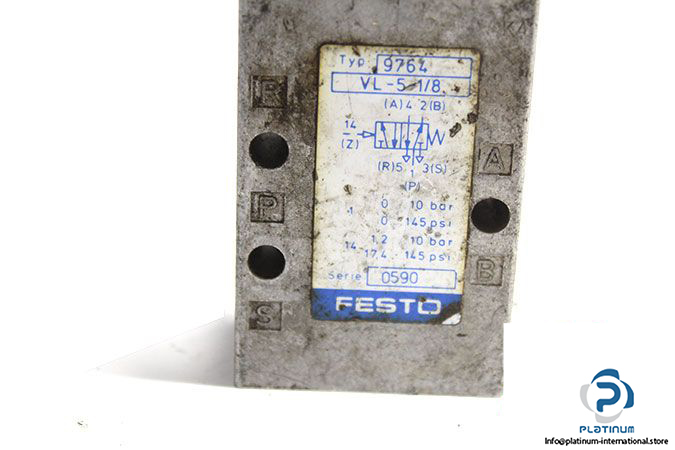 Typ 9764
VL-5-1/8
(A)4 2(B)
14
(Z)
(R)5 3(S)
1
(P)
1 0 10 bar
0 145 psi
14 1,2 10 bar
17,4 145 psi
Serie 0590
FESTO
R
P
S
A
B
P
PLATINUM
Info@platinum-international.store